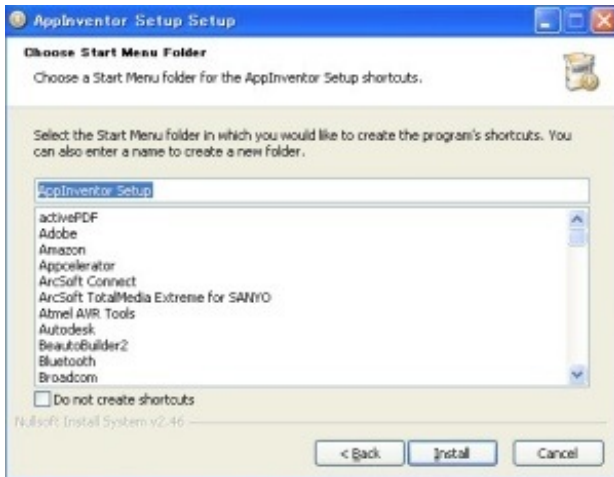 AppInventor Setup Setup
Choose Start Menu Folder
Choose a Start Menu folder for the AppInventor Setup shortcuts.
Select the Start Menu folder in which you would like to create the program's shortcuts. You
can also enter a name to create a new folder.
AppInventor Setup
activePDF
Adobe
Amazon
Appcelerator
ArcSoft Connect
ArcSoft TotalMedia Extreme for SANYO
Atmel AVR Tools
Autodesk
BeautoBuilder2
Bluetooth
Broadcom
Do not create shortcuts
Nullsoft Install System v2.46
< Back Install Cancel